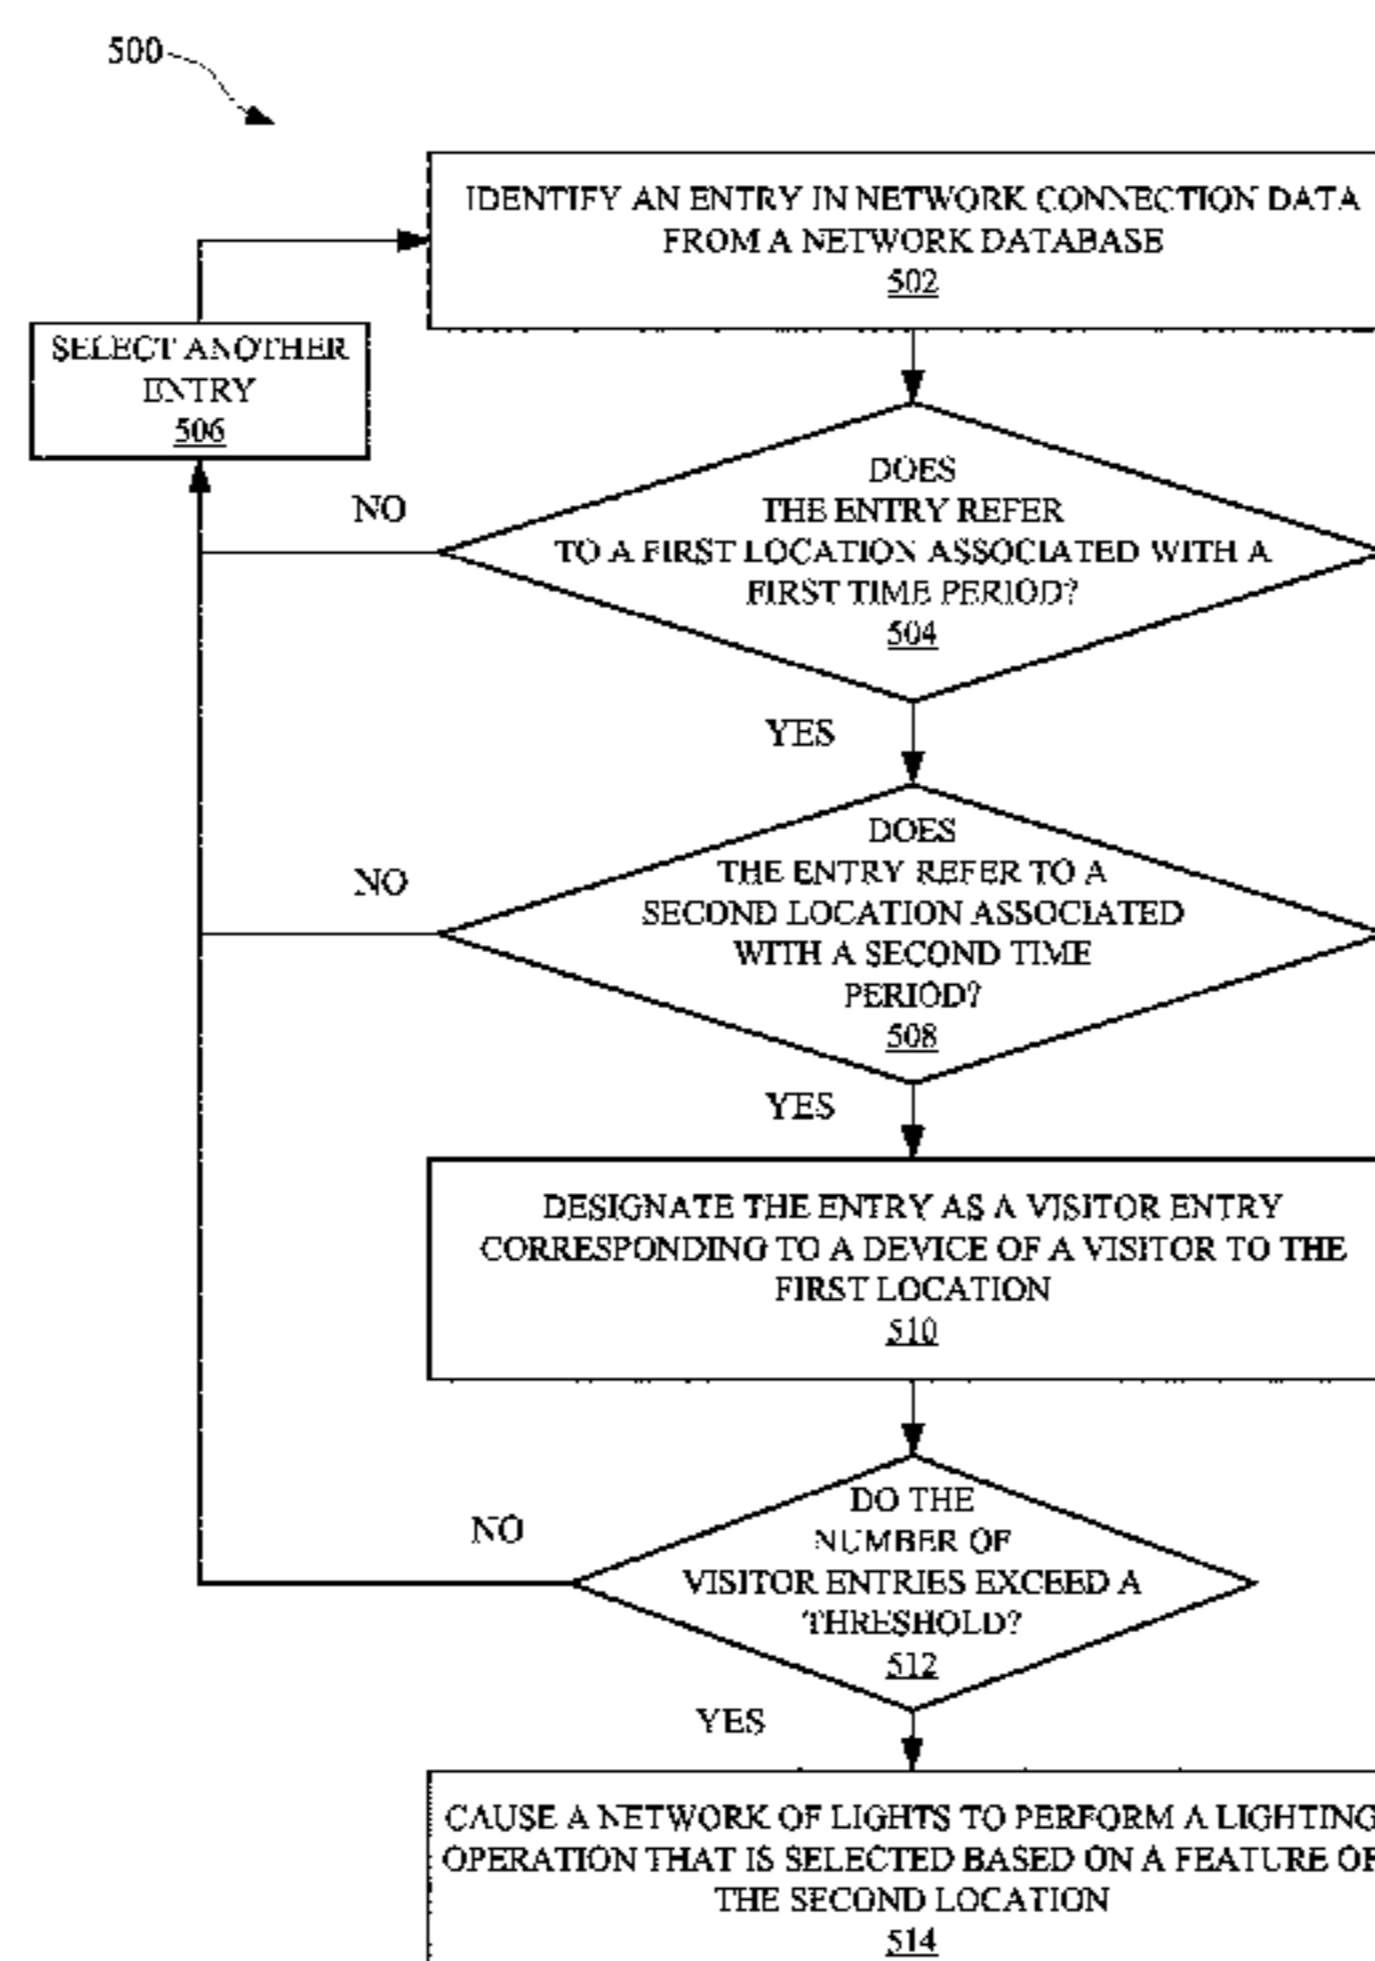 500
IDENTIFY AN ENTRY IN NETWORK CONNECTION DATA
FROM A NETWORK DATABASE
502
SELECT ANOTHER
ENTRY
506
DOES
THE ENTRY REFER
TO A FIRST LOCATION ASSOCIATED WITH A
FIRST TIME PERIOD?
504
NO
YES
DOES
THE ENTRY REFER TO A
SECOND LOCATION ASSOCIATED
WITH A SECOND TIME
PERIOD?
508
NO
YES
DESIGNATE THE ENTRY AS A VISITOR ENTRY
CORRESPONDING TO A DEVICE OF A VISITOR TO THE
FIRST LOCATION
510
DO THE
NUMBER OF
VISITOR ENTRIES EXCEED A
THRESHOLD?
512
NO
YES
CAUSE A NETWORK OF LIGHTS TO PERFORM A LIGHTING
OPERATION THAT IS SELECTED BASED ON A FEATURE OF
THE SECOND LOCATION
514